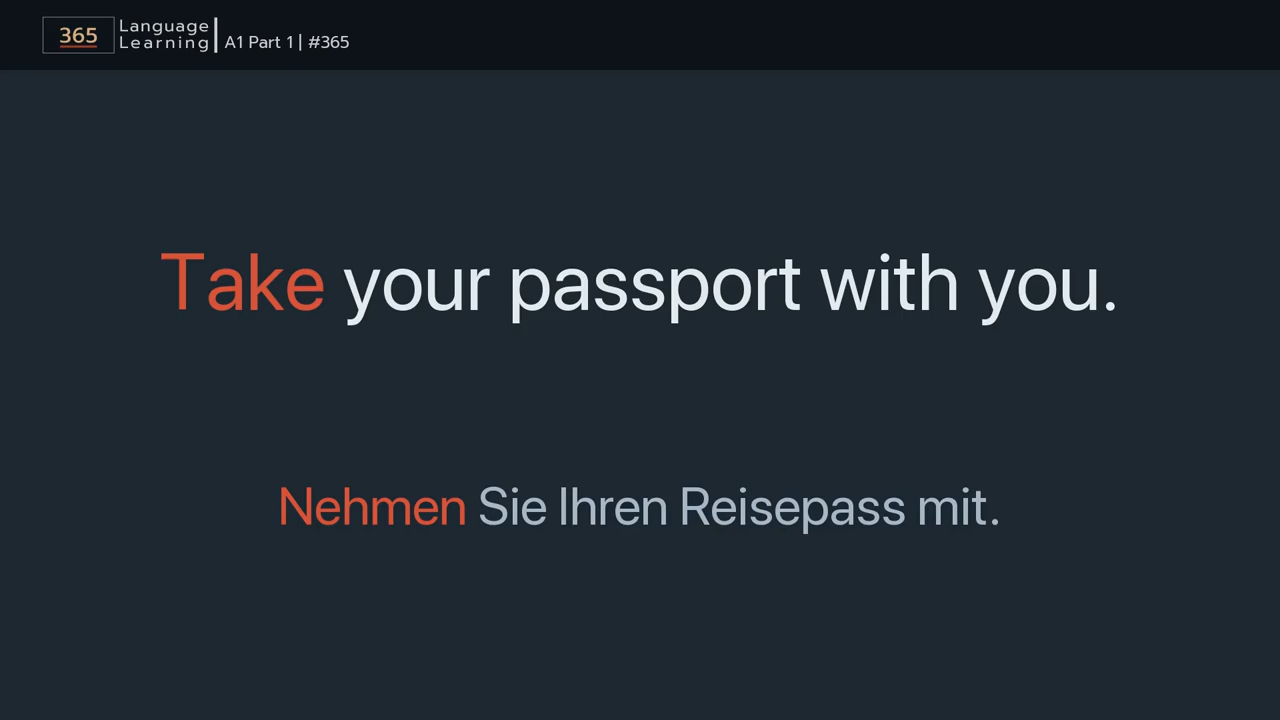 365 Language Learning | A1 Part 1 | #365
Take your passport with you.
Nehmen Sie Ihren Reisepass mit.